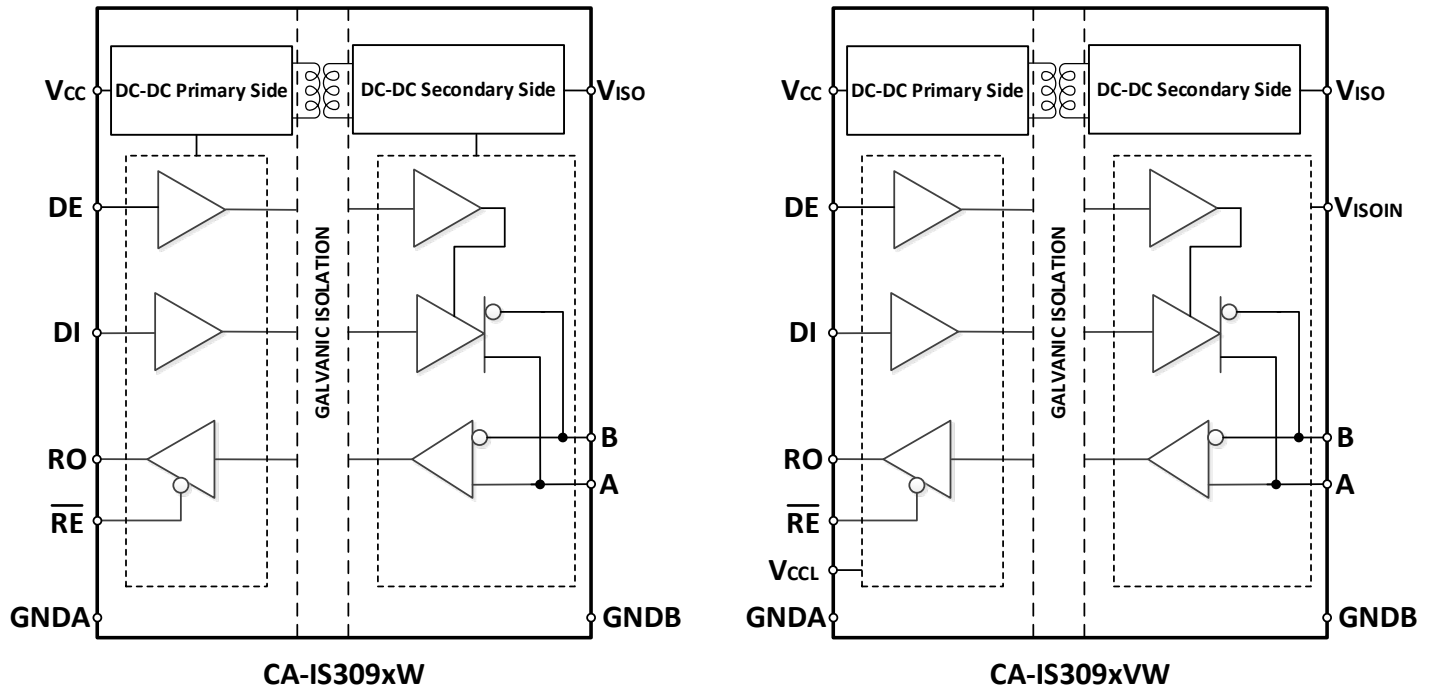 VCC
DC-DC Primary Side
DC-DC Secondary Side
VISO
DE
DI
RO
RE
GNDA
GALVANIC ISOLATION
B
A
GNDB
CA-IS309xW
VCC
DC-DC Primary Side
DC-DC Secondary Side
VISO
DE
VISOIN
DI
RO
RE
VCCL
GNDA
GALVANIC ISOLATION
B
A
GNDB
CA-IS309xVW